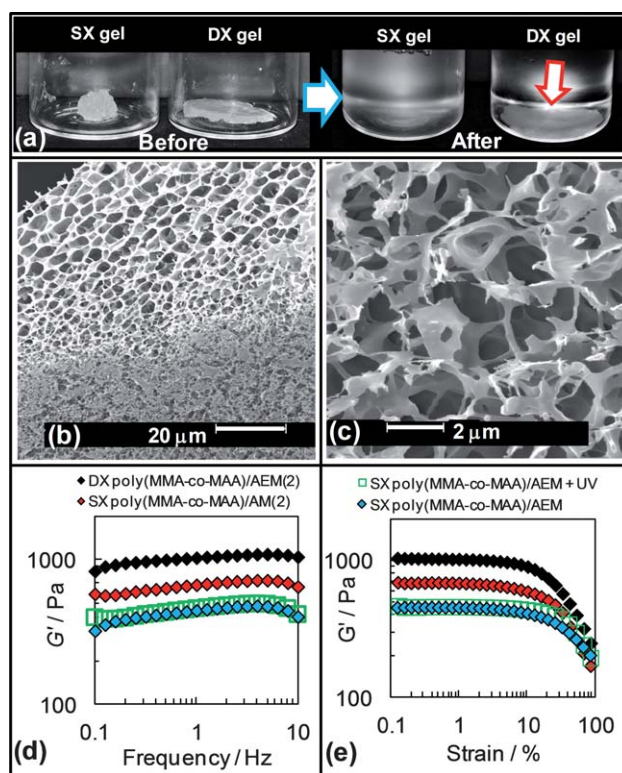 SX gel DX gel SX gel DX gel
(a) Before After
(b) 20 μm (c) 2 μm
◆ DX poly(MMA-co-MAA)/AEM(2) □ SX poly(MMA-co-MAA)/AEM + UV
◆ SX poly(MMA-co-MAA)/AM(2) ◆ SX poly(MMA-co-MAA)/AEM
1000
G' / Pa
100
0.1 1 10
(d) Frequency / Hz
1000
G' / Pa
100
0.1 1 10 100
(e) Strain / %